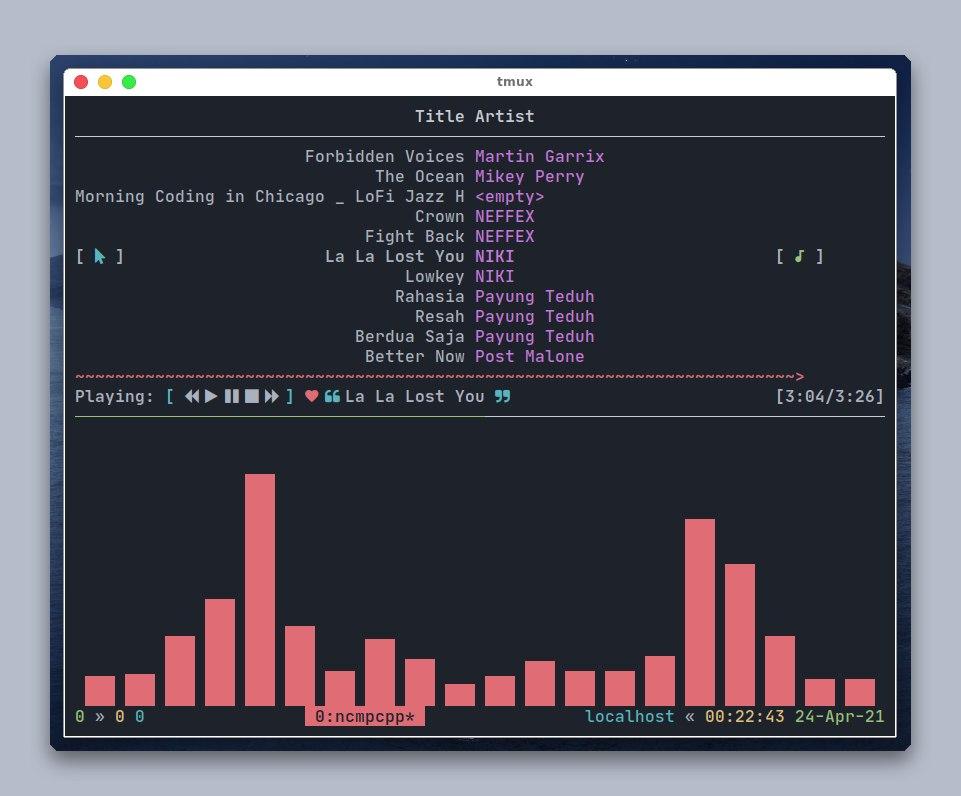 tmux
Title Artist
Forbidden Voices Martin Garrix
The Ocean Mikey Perry
Morning Coding in Chicago _ LoFi Jazz H <empty>
Crown NEFFEX
Fight Back NEFFEX
[ ] La La Lost You NIKI [ ♪ ]
Lowkey NIKI
Rahasia Payung Teduh
Resah Payung Teduh
Berdua Saja Payung Teduh
Better Now Post Malone
~~~~~~~~~~~~~~~~~~~~~~~~~~~~~~~~~~~~~~~~~~~~~~~~~~~~~~~~~~~~~~~~~~~~~~~~>
Playing: [ ⏪ ▶ ⏸ ⏹ ⏩ ] ♥ ❝ La La Lost You ❞ [3:04/3:26]
0 » 0 0 0:ncmpcpp* localhost « 00:22:43 24-Apr-21